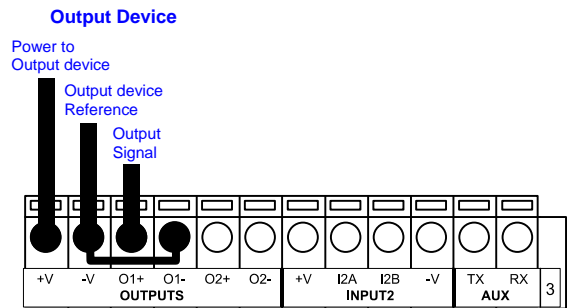 Output Device
Power to
Output device
Output device
Reference
Output
Signal
+V -V O1+ O1- O2+ O2- +V I2A I2B -V TX RX 3
OUTPUTS INPUT2 AUX